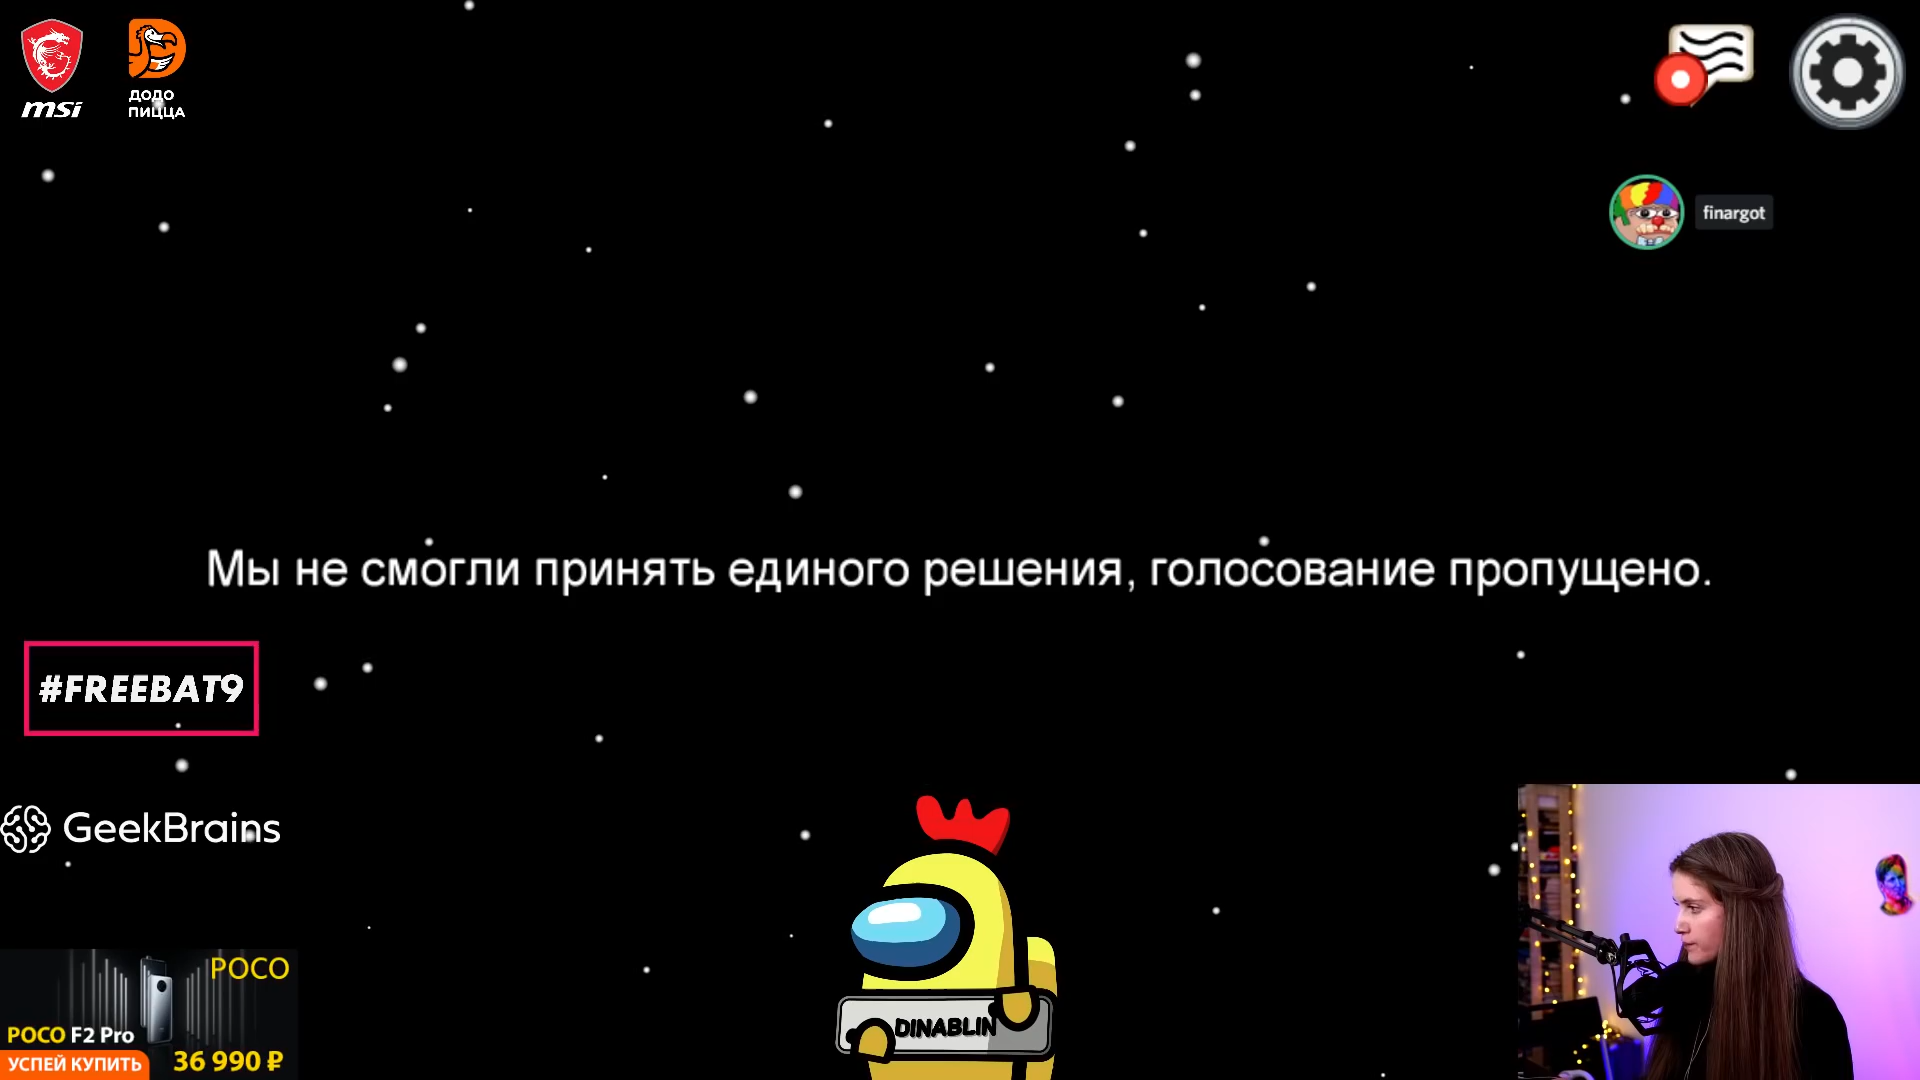 msi
ДОДО
ПИЦЦА
finargot
Мы не смогли принять единого решения, голосование пропущено.
#FREEBAT9
GeekBrains
POCO
POCO F2 Pro
УСПЕЙ КУПИТЬ
36 990 ₽
DINABLIN